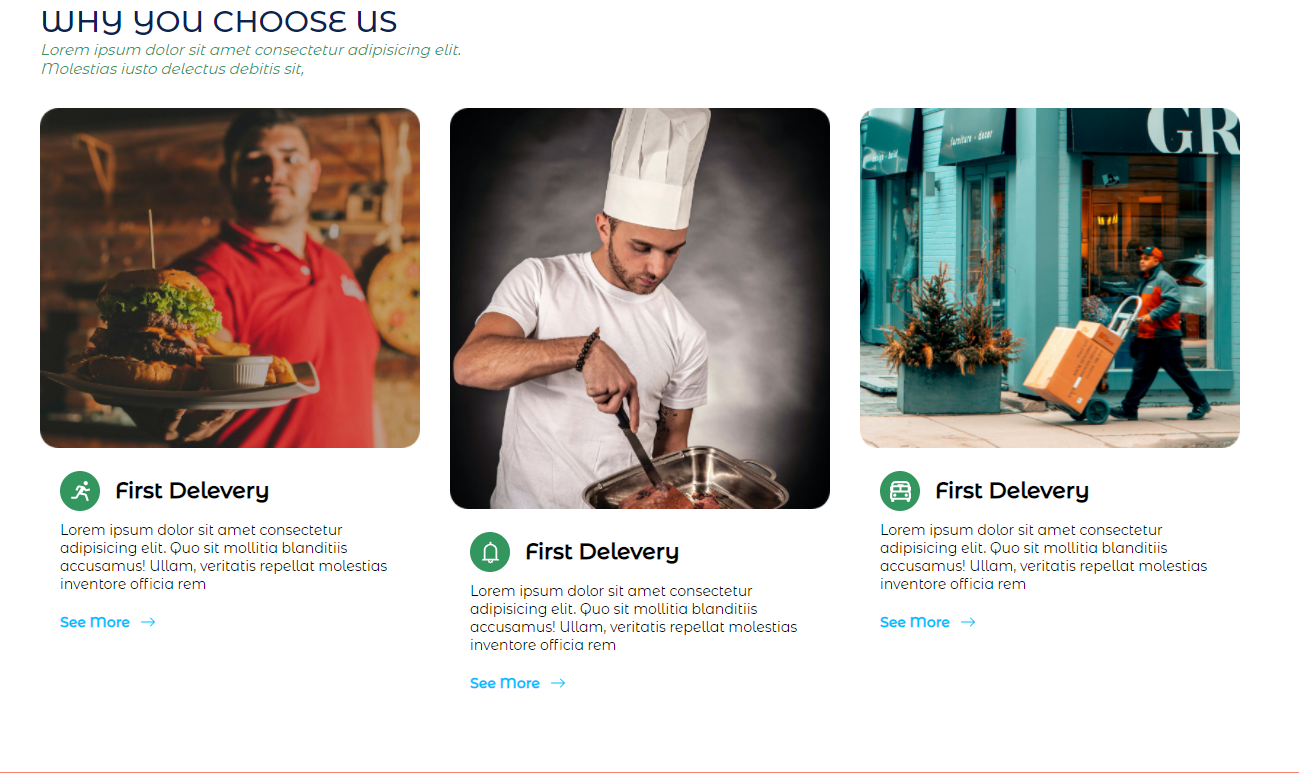 WHY YOU CHOOSE US
Lorem ipsum dolor sit amet consectetur adipisicing elit.
Molestias iusto delectus debitis sit,
furniture - decor
design - build
GR
First Delevery
Lorem ipsum dolor sit amet consectetur
adipisicing elit. Quo sit mollitia blanditiis
accusamus! Ullam, veritatis repellat molestias
inventore officia rem
See More
First Delevery
Lorem ipsum dolor sit amet consectetur
adipisicing elit. Quo sit mollitia blanditiis
accusamus! Ullam, veritatis repellat molestias
inventore officia rem
See More
First Delevery
Lorem ipsum dolor sit amet consectetur
adipisicing elit. Quo sit mollitia blanditiis
accusamus! Ullam, veritatis repellat molestias
inventore officia rem
See More